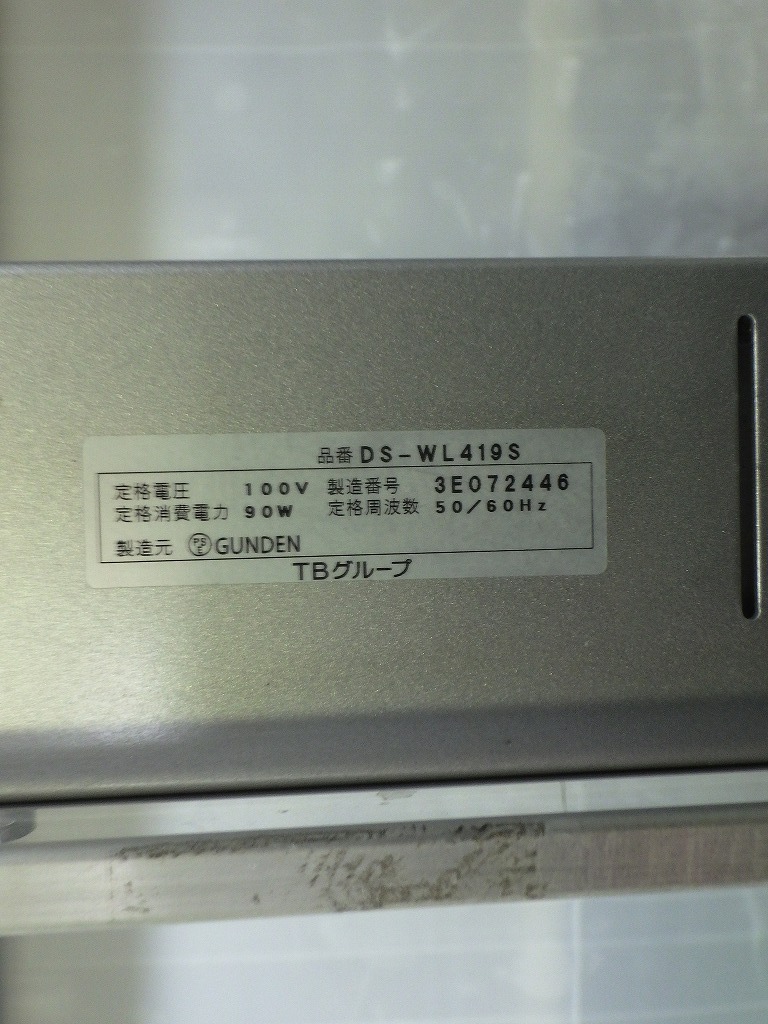 品番 DS-WL419S
定格電圧 100V 製造番号 3E072446
定格消費電力 90W 定格周波数 50/60Hz
製造元 PSE GUNDEN
TBグループ